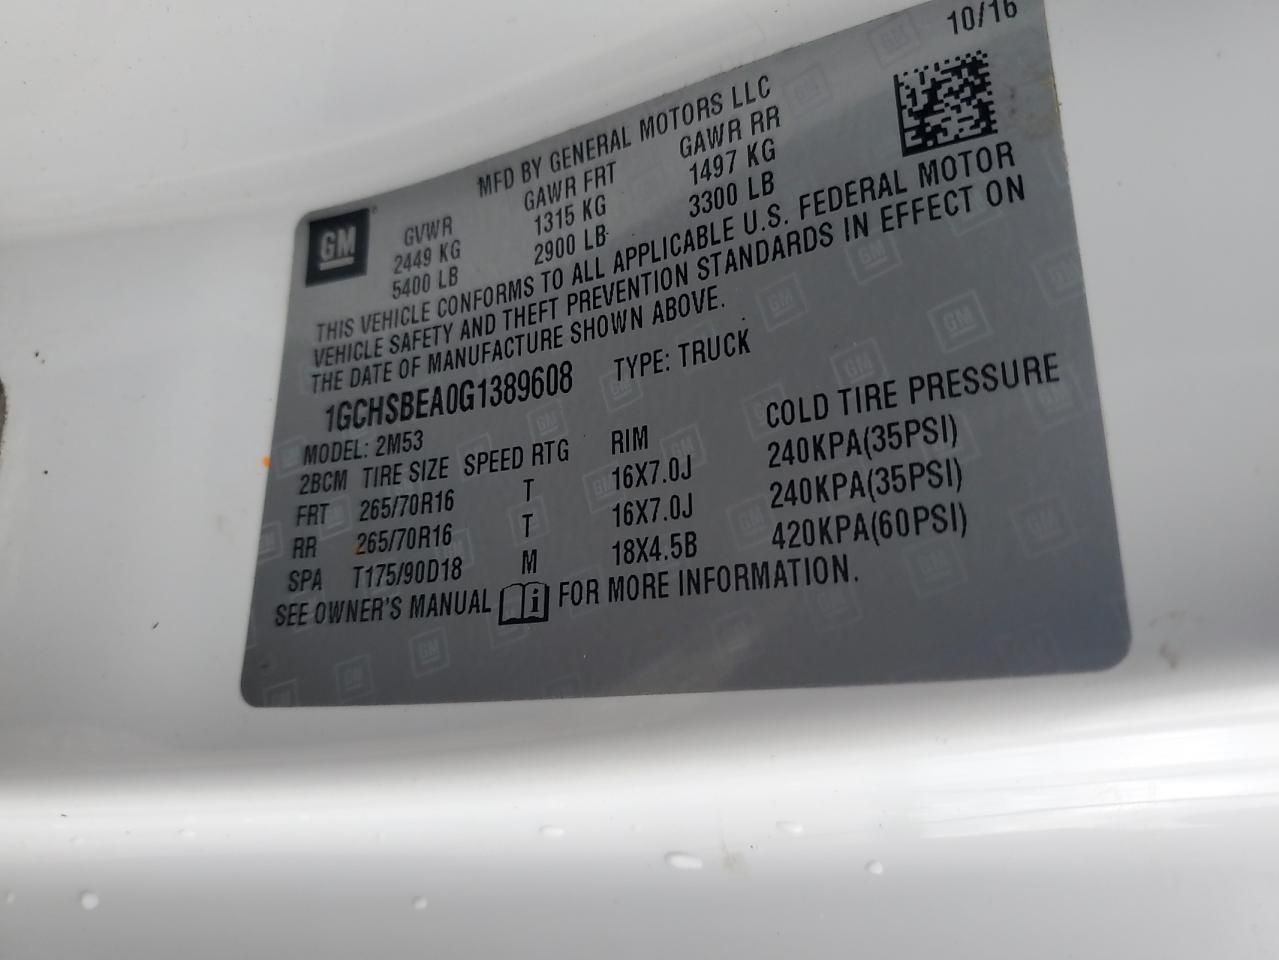 10/16
MFD BY GENERAL MOTORS LLC
GM
GVWR GAWR FRT GAWR RR
2449 KG 1315 KG 1497 KG
5400 LB 2900 LB 3300 LB
THIS VEHICLE CONFORMS TO ALL APPLICABLE U.S. FEDERAL MOTOR
VEHICLE SAFETY AND THEFT PREVENTION STANDARDS IN EFFECT ON
THE DATE OF MANUFACTURE SHOWN ABOVE.
1GCHSBEA0G1389608 TYPE: TRUCK
MODEL: 2M53
2BCM TIRE SIZE SPEED RTG RIM COLD TIRE PRESSURE
FRT 265/70R16 T 16X7.0J 240KPA(35PSI)
RR 265/70R16 T 16X7.0J 240KPA(35PSI)
SPA T175/90D18 M 18X4.5B 420KPA(60PSI)
SEE OWNER'S MANUAL i FOR MORE INFORMATION.